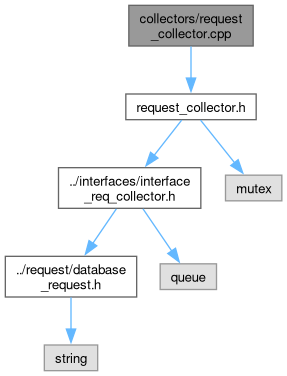 collectors/request
_collector.cpp
request_collector.h
../interfaces/interface
_req_collector.h
mutex
../request/database
_request.h
queue
string